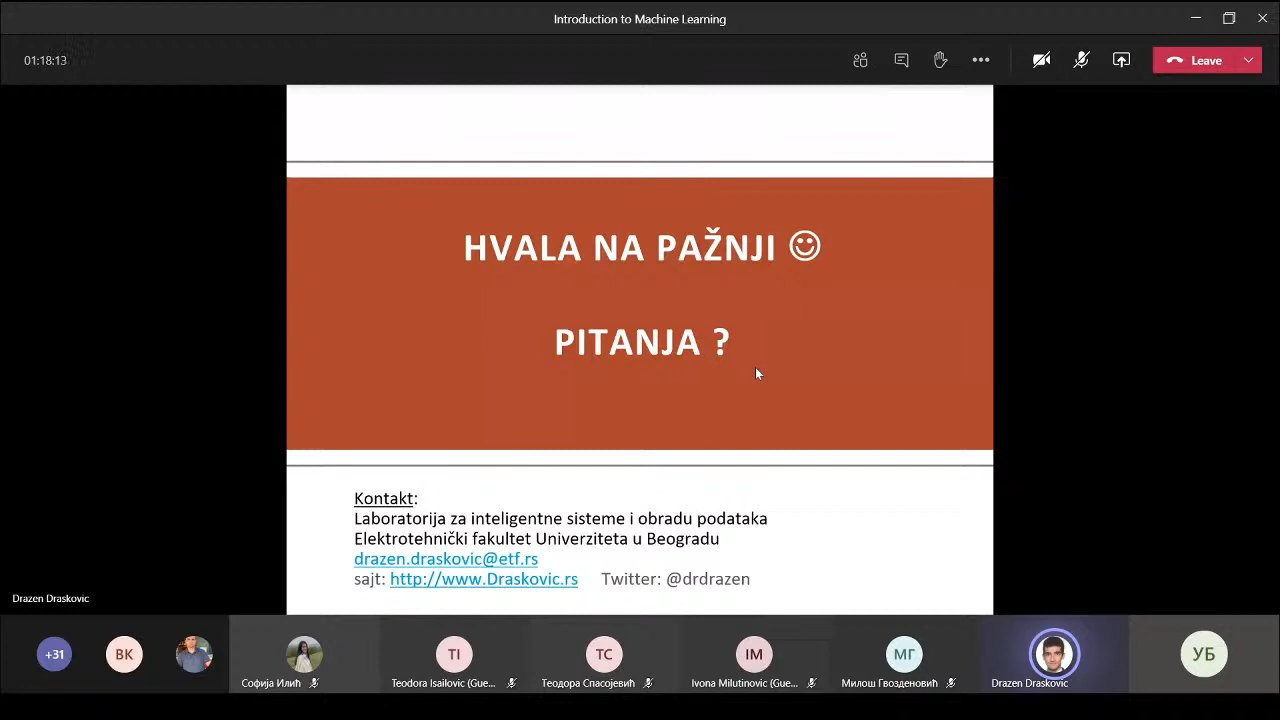 Introduction to Machine Learning
01:18:13
Leave
HVALA NA PAŽNJI ☺
PITANJA ?
Kontakt:
Laboratorija za inteligentne sisteme i obradu podataka
Elektrotehnički fakultet Univerziteta u Beogradu
drazen.draskovic@etf.rs
sajt: http://www.Draskovic.rs Twitter: @drdrazen
Drazen Draskovic
+31
ВК
TI
ТС
IM
МГ
УБ
Софија Илић
Teodora Isailovic (Gue...
Теодора Спасојевић
Ivona Milutinovic (Gue...
Милош Гвозденовић
Drazen Draskovic